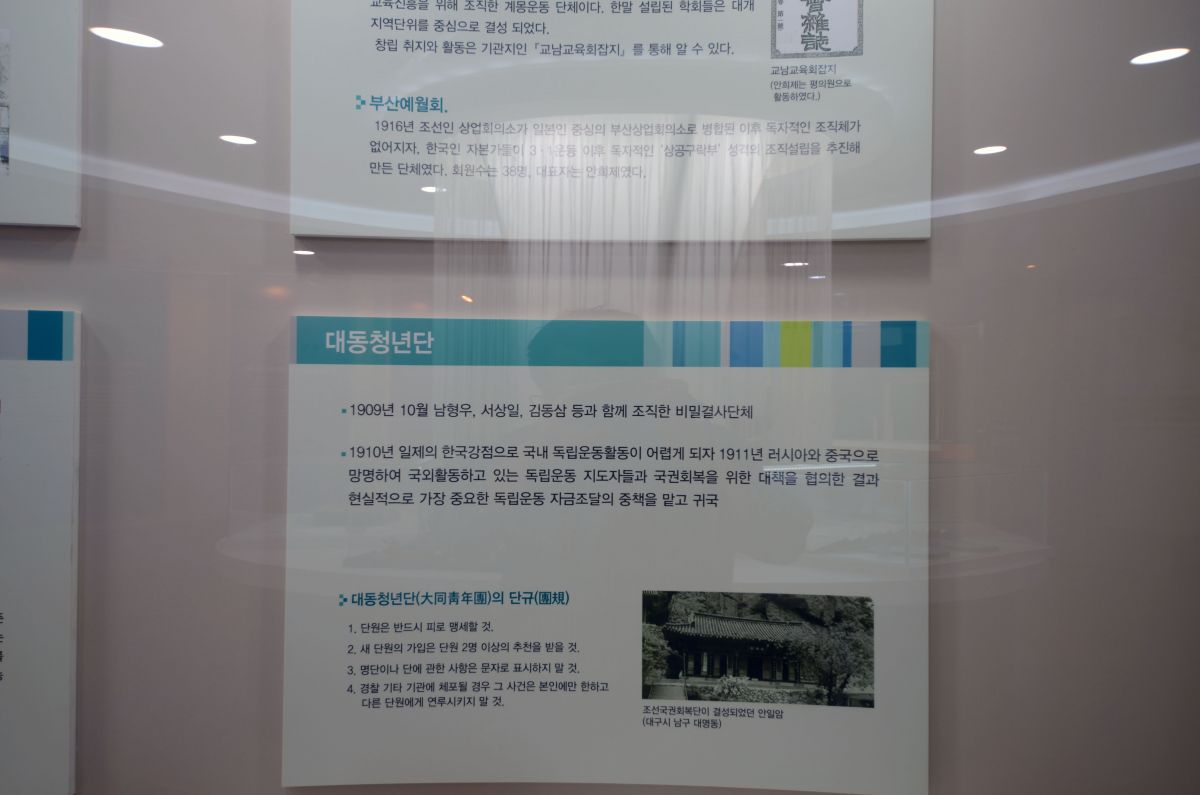 교육진흥을 위해 조직한 계몽운동 단체이다. 한말 설립된 학회들은 대개
지역단위를 중심으로 결성 되었다.
창립 취지와 활동은 기관지인 『교남교육회잡지』를 통해 알 수 있다.
會雜誌
교남교육회잡지
(안희제는 평의원으로
활동하였다.)
부산예월회.
1916년 조선인 상업회의소가 일본인 중심의 부산상업회의소로 병합된 이후 독자적인 조직체가
없어지자, 한국인 자본가들이 3·1운동 이후 독자적인 '상공구락부' 성격의 조직설립을 추진해
만든 단체였다. 회원수는 38명, 대표자는 안희제였다.
대동청년단
1909년 10월 남형우, 서상일, 김동삼 등과 함께 조직한 비밀결사단체
1910년 일제의 한국강점으로 국내 독립운동활동이 어렵게 되자 1911년 러시아와 중국으로
망명하여 국외활동하고 있는 독립운동 지도자들과 국권회복을 위한 대책을 협의한 결과
현실적으로 가장 중요한 독립운동 자금조달의 중책을 맡고 귀국
대동청년단(大同靑年團)의 단규(團規)
1. 단원은 반드시 피로 맹세할 것.
2. 새 단원의 가입은 단원 2명 이상의 추천을 받을 것.
3. 명단이나 단에 관한 사항은 문자로 표시하지 말 것.
4. 경찰 기타 기관에 체포될 경우 그 사건은 본인에만 한하고
다른 단원에게 연루시키지 말 것.
조선국권회복단이 결성되었던 안일암
(대구시 남구 대명동)